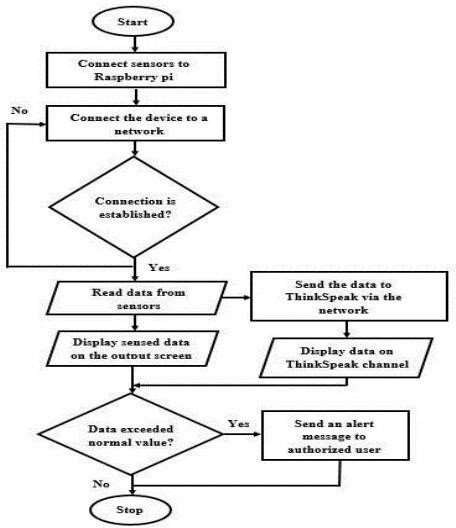 Start
Connect sensors to
Raspberry pi
No
Connect the device to a
network
Connection is
established?
Yes
Read data from
sensors
Send the data to
ThinkSpeak via the
network
Display sensed data
on the output screen
Display data on
ThinkSpeak channel
Data exceeded
normal value?
Yes
Send an alert
message to
authorized user
No
Stop